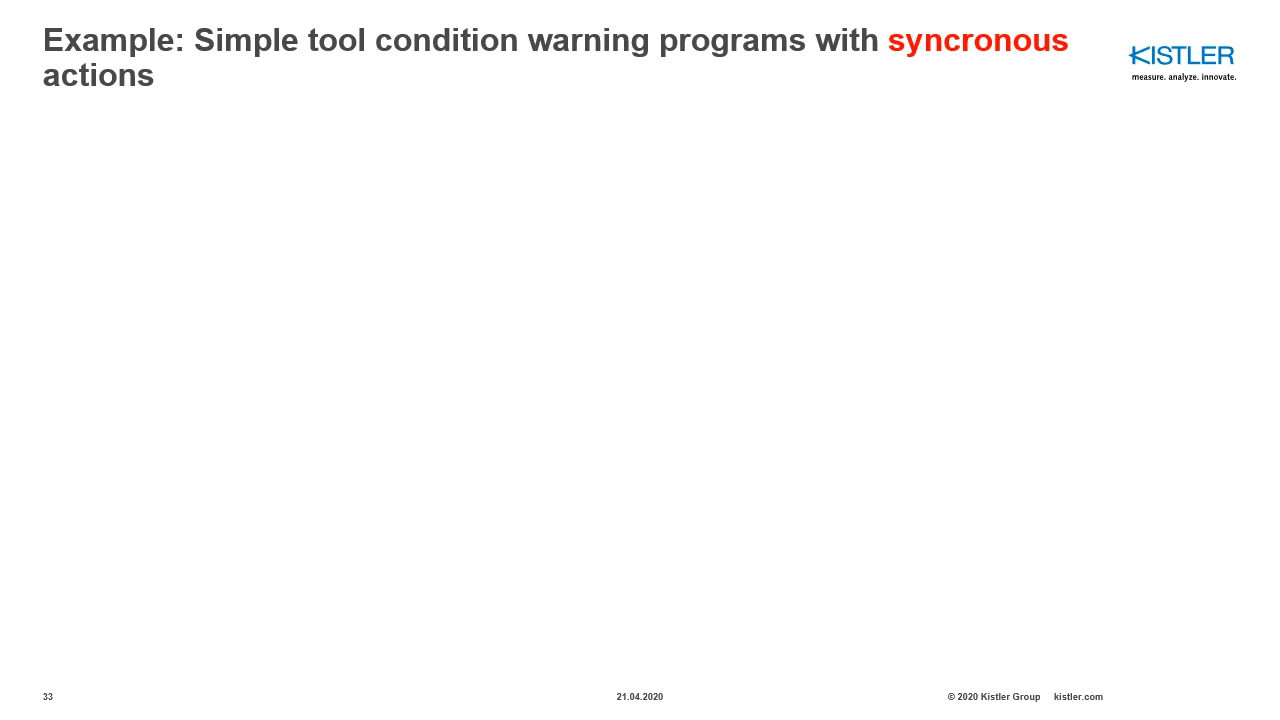 Example: Simple tool condition warning programs with syncronous
actions
KISTLER
measure. analyze. innovate.
33
21.04.2020
© 2020 Kistler Group kistler.com